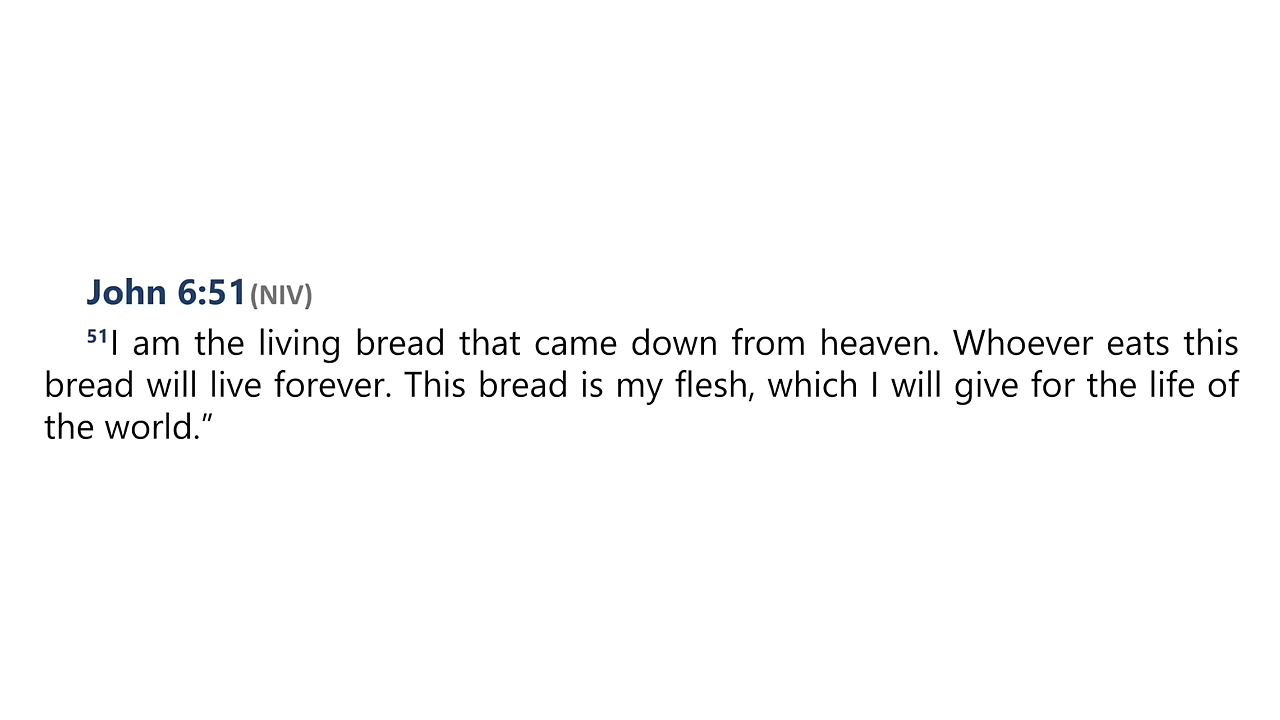 John 6:51 (NIV)
51I am the living bread that came down from heaven. Whoever eats this
bread will live forever. This bread is my flesh, which I will give for the life of
the world.”